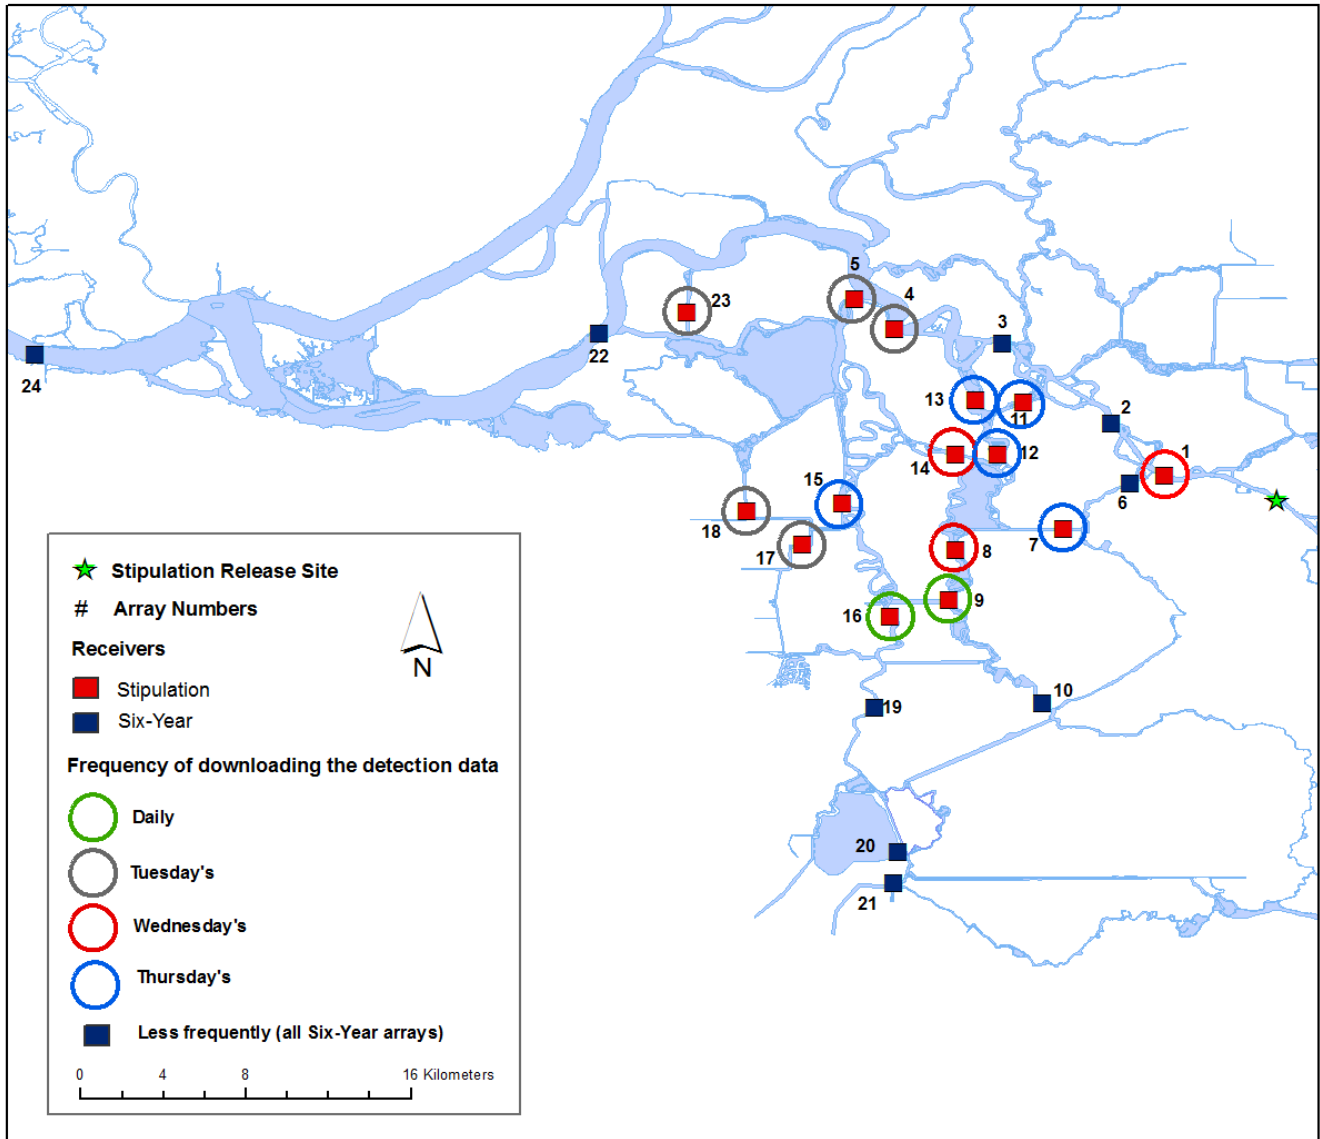 5
4
23
3
22
24
13
11
2
14
12
1
15
6
18
17
8
7
9
16
10
19
20
21
Stipulation Release Site
# Array Numbers
Receivers
Stipulation
Six-Year
N
Frequency of downloading the detection data
Daily
Tuesday's
Wednesday's
Thursday's
Less frequently (all Six-Year arrays)
0 4 8 16 Kilometers